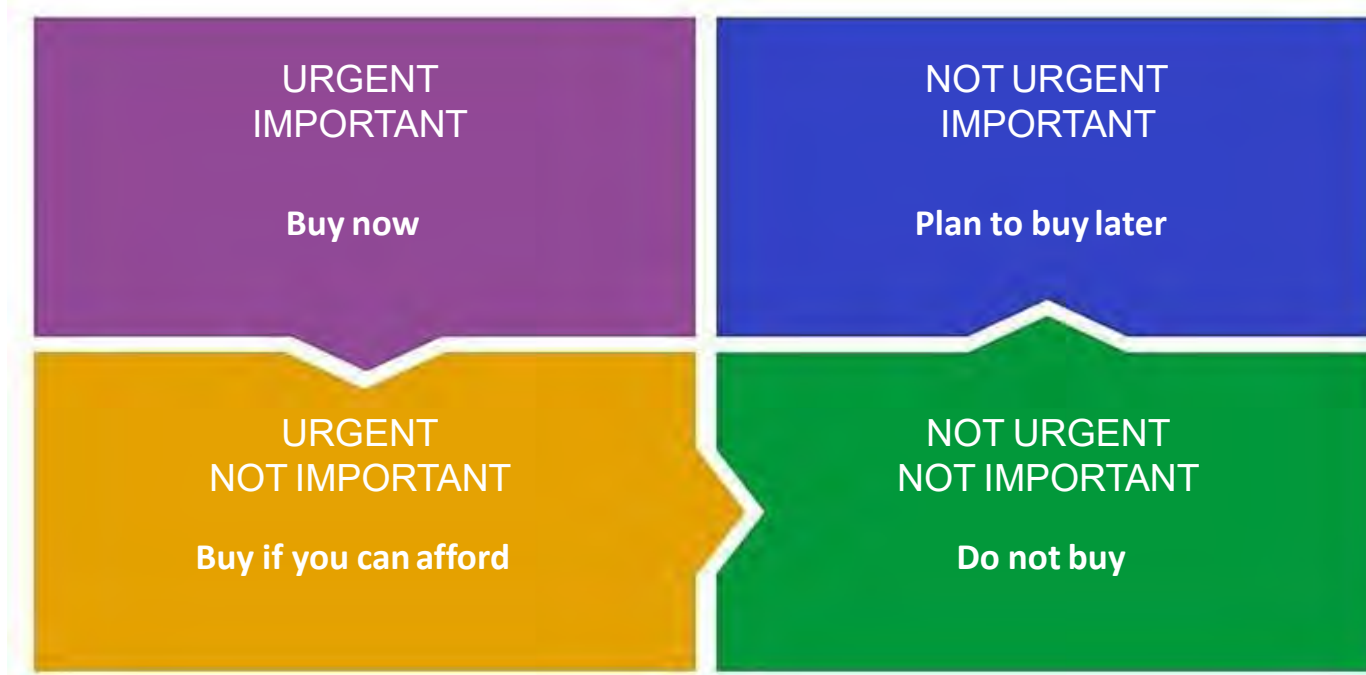 URGENT
IMPORTANT
Buy now
NOT URGENT
IMPORTANT
Plan to buy later
URGENT
NOT IMPORTANT
Buy if you can afford
NOT URGENT
NOT IMPORTANT
Do not buy